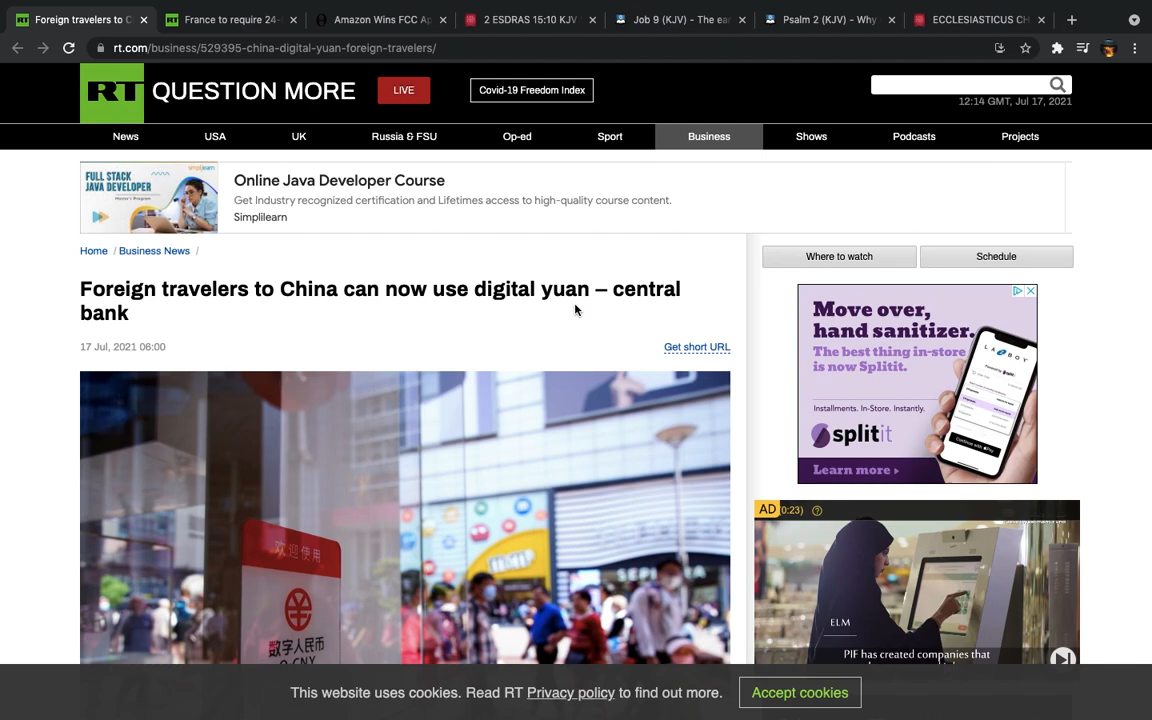 Foreign travelers to C
France to require 24-
Amazon Wins FCC Ap
2 ESDRAS 15:10 KJV
Job 9 (KJV) - The ear
Psalm 2 (KJV) - Why
ECCLESIASTICUS CH
rt.com/business/529395-china-digital-yuan-foreign-travelers/
RT QUESTION MORE
LIVE
Covid-19 Freedom Index
12:14 GMT, Jul 17, 2021
News USA UK Russia & FSU Op-ed Sport Business Shows Podcasts Projects
FULL STACK
JAVA DEVELOPER
simplilearn
Online Java Developer Course
Get Industry recognized certification and Lifetimes access to high-quality course content.
Simplilearn
Home / Business News /
Where to watch
Schedule
Foreign travelers to China can now use digital yuan – central
bank
17 Jul, 2021 06:00
Get short URL
Move over,
hand sanitizer.
The best thing in-store
is now Splitit.
Installments. In-Store. Instantly.
splitit
Learn more
欢迎使用
数字人民币
e-CNY
AD (0:23)
ELM
PIF has created companies that
This website uses cookies. Read RT Privacy policy to find out more.
Accept cookies